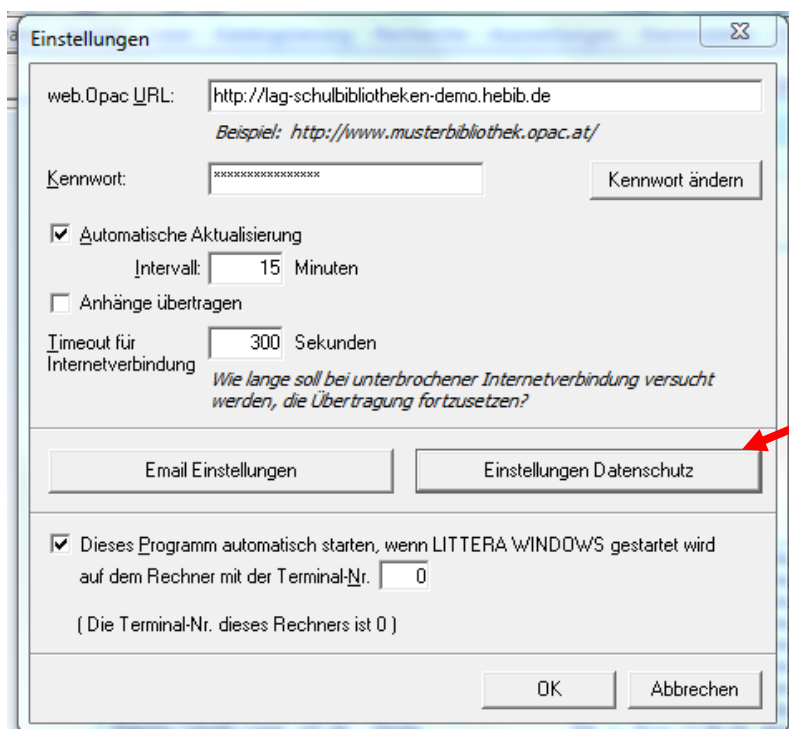 Einstellungen
web.Opac URL: http://lag-schulbibliotheken-demo.hebib.de
Beispiel: http://www.musterbibliothek.opac.at/
Kennwort: **************** Kennwort ändern
Automatische Aktualisierung
Intervall: 15 Minuten
Anhänge übertragen
Timeout für Internetverbindung 300 Sekunden
Wie lange soll bei unterbrochener Internetverbindung versucht
werden, die Übertragung fortzusetzen?
Email Einstellungen Einstellungen Datenschutz
Dieses Programm automatisch starten, wenn LITTERA WINDOWS gestartet wird
auf dem Rechner mit der Terminal-Nr. 0
( Die Terminal-Nr. dieses Rechners ist 0 )
OK Abbrechen